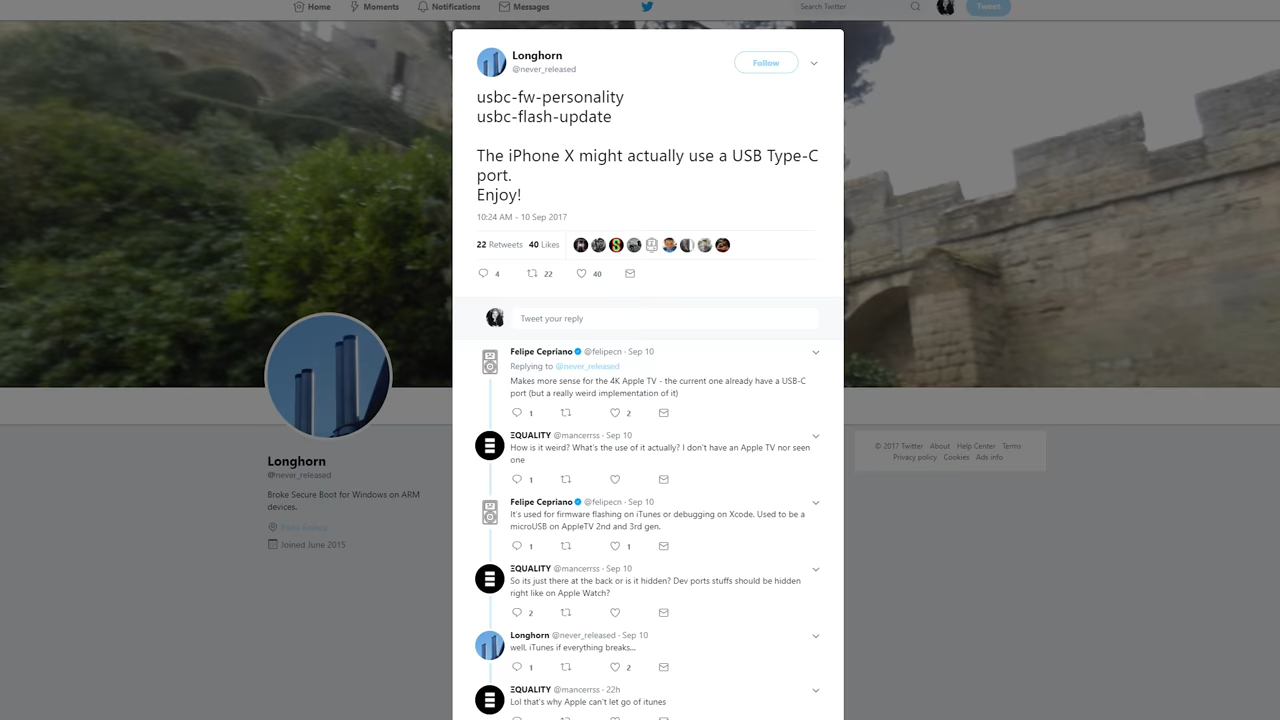 Home Moments Notifications Messages Search Twitter Tweet
Longhorn
@never_released
Follow
usbc-fw-personality
usbc-flash-update
The iPhone X might actually use a USB Type-C
port.
Enjoy!
10:24 AM - 10 Sep 2017
22 Retweets 40 Likes
4 22 40
Tweet your reply
Felipe Cepriano @felipecn · Sep 10
Replying to @never_released
Makes more sense for the 4K Apple TV - the current one already have a USB-C
port (but a really weird implementation of it)
1 2
ΞQUALITY @mancerrss · Sep 10
How is it weird? What's the use of it actually? I don't have an Apple TV nor seen
one
1
Felipe Cepriano @felipecn · Sep 10
It's used for firmware flashing on iTunes or debugging on Xcode. Used to be a
microUSB on AppleTV 2nd and 3rd gen.
1 1
ΞQUALITY @mancerrss · Sep 10
So its just there at the back or is it hidden? Dev ports stuffs should be hidden
right like on Apple Watch?
2
Longhorn @never_released · Sep 10
well. iTunes if everything breaks...
1 2
ΞQUALITY @mancerrss · 22h
Lol that's why Apple can't let go of itunes
Longhorn
@never_released
Broke Secure Boot for Windows on ARM
devices.
Joined June 2015
© 2017 Twitter About Help Center Terms
Privacy policy Cookies Ads info